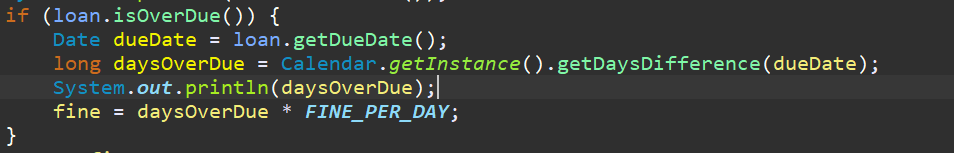 if (loan.isOverDue()) {
    Date dueDate = loan.getDueDate();
    long daysOverDue = Calendar.getInstance().getDaysDifference(dueDate);
    System.out.println(daysOverDue);
    fine = daysOverDue * FINE_PER_DAY;
}